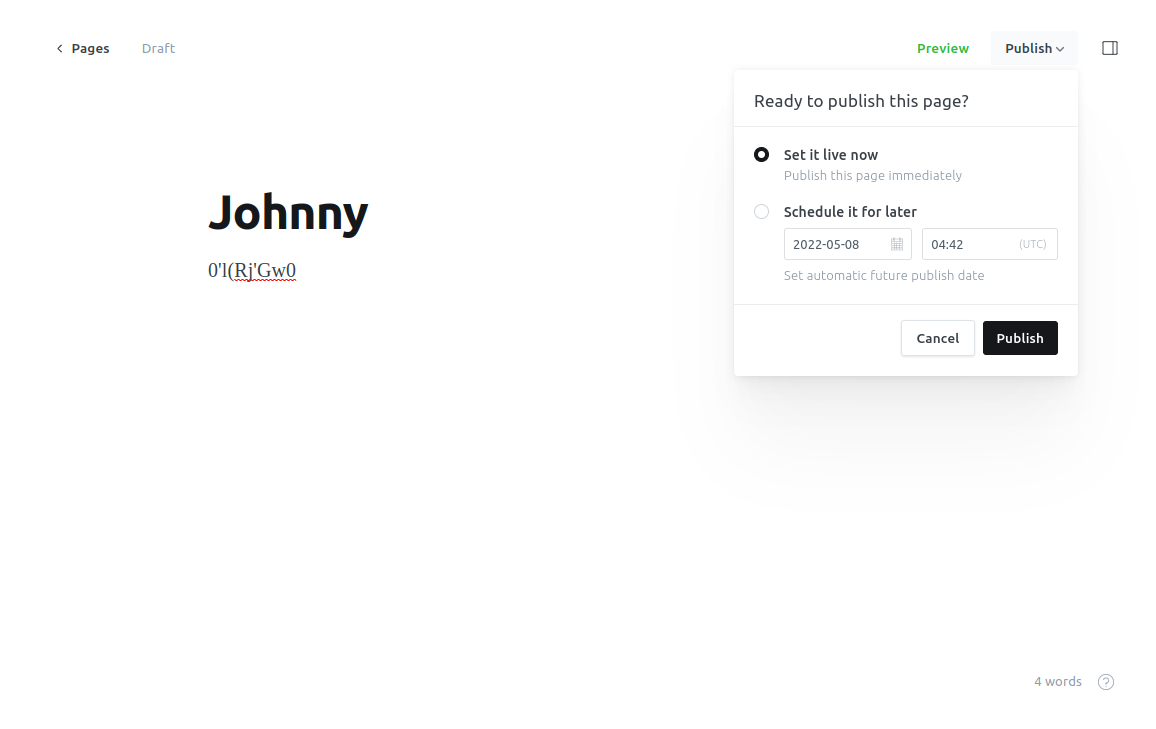 Pages Draft Preview Publish
Ready to publish this page?
Set it live now
Publish this page immediately
Schedule it for later
2022-05-08 04:42 (UTC)
Set automatic future publish date
Cancel Publish
Johnny
0'l(Rj'Gw0
4 words ?